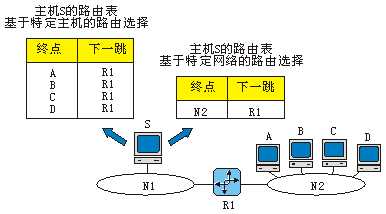 主机S的路由表
基于特定主机的路由选择
终点 下一跳
A R1
B R1
C R1
D R1
主机S的路由表
基于特定网络的路由选择
终点 下一跳
N2 R1
S
A B C D
N1
R1
N2